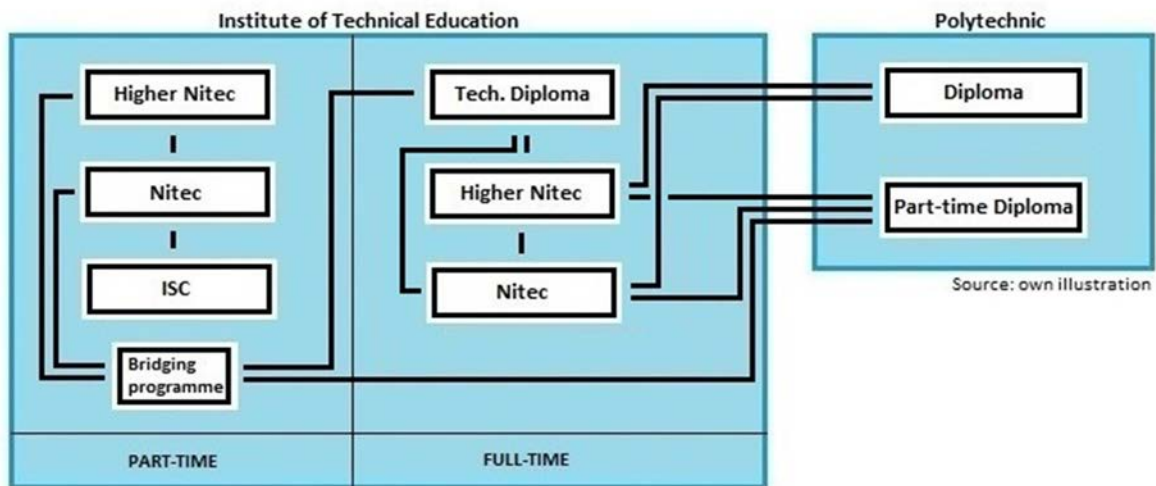 Institute of Technical Education
Polytechnic
Higher Nitec
Tech. Diploma
Diploma
Nitec
Higher Nitec
Part-time Diploma
ISC
Nitec
Source: own illustration
Bridging
programme
PART-TIME
FULL-TIME